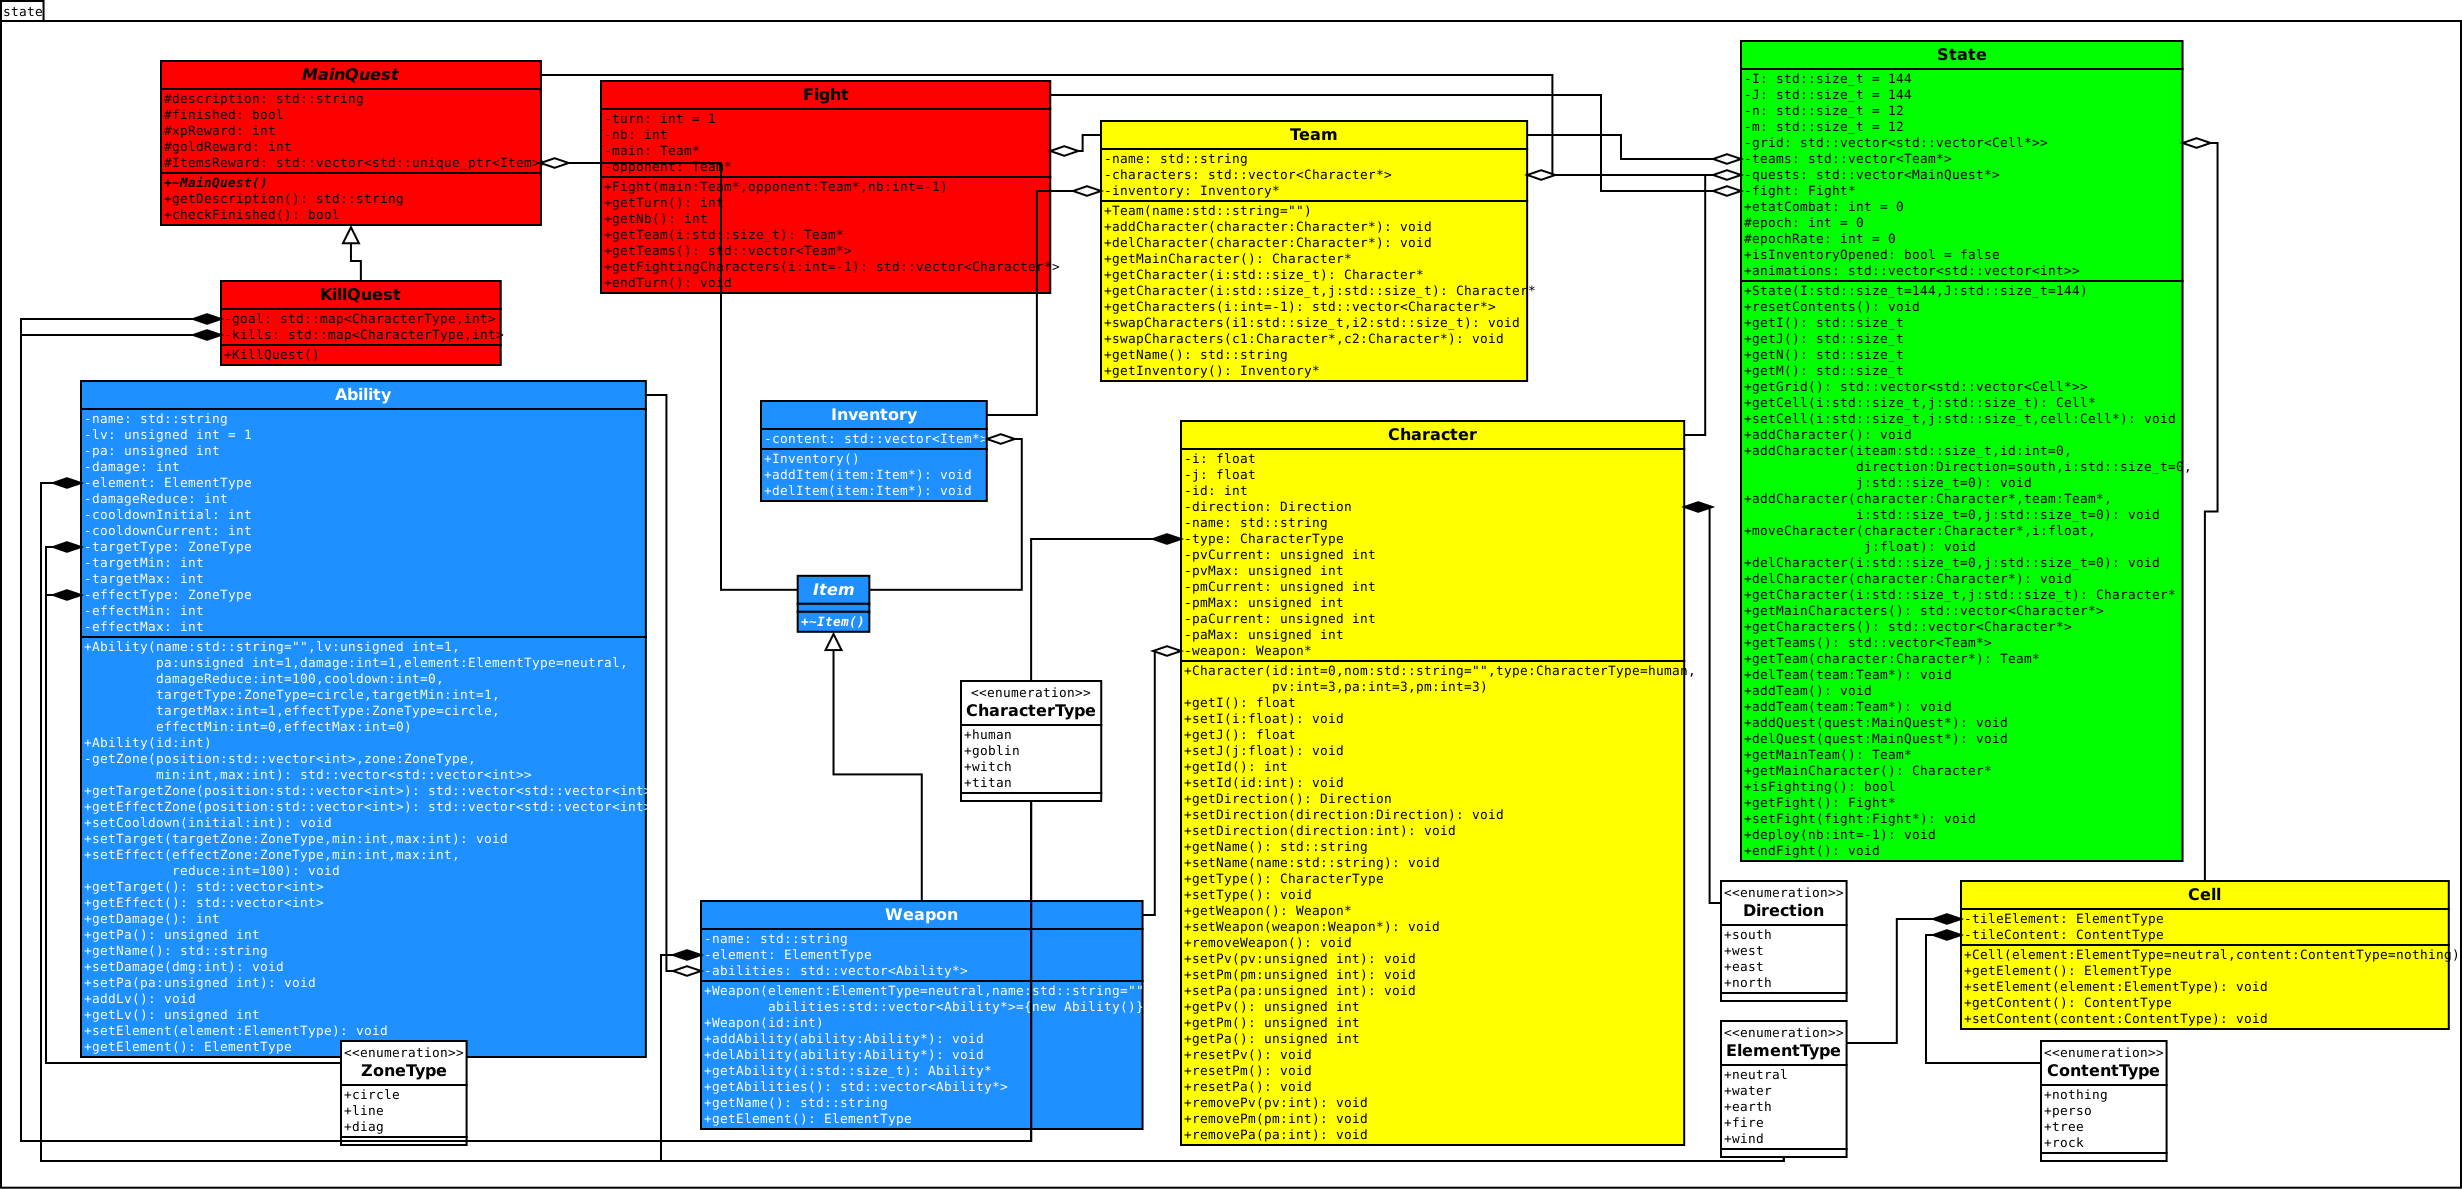 state
MainQuest
#description: std::string
#finished: bool
#xpReward: int
#goldReward: int
#ItemsReward: std::vector<std::unique_ptr<Item>
+~MainQuest()
+getDescription(): std::string
+checkFinished(): bool
Fight
-turn: int = 1
-nb: int
-main: Team*
-opponent: Team*
+Fight(main:Team*,opponent:Team*,nb:int=-1)
+getTurn(): int
+getNb(): int
+getTeam(i:std::size_t): Team*
+getTeams(): std::vector<Team*>
+getFightingCharacters(i:int=-1): std::vector<Character*>
+endTurn(): void
Team
-name: std::string
-characters: std::vector<Character*>
-inventory: Inventory*
+Team(name:std::string="")
+addCharacter(character:Character*): void
+delCharacter(character:Character*): void
+getMainCharacter(): Character*
+getCharacter(i:std::size_t): Character*
+getCharacter(i:std::size_t,j:std::size_t): Character*
+getCharacters(i:int=-1): std::vector<Character*>
+swapCharacters(i1:std::size_t,i2:std::size_t): void
+swapCharacters(c1:Character*,c2:Character*): void
+getName(): std::string
+getInventory(): Inventory*
State
-I: std::size_t = 144
-J: std::size_t = 144
-n: std::size_t = 12
-m: std::size_t = 12
-grid: std::vector<std::vector<Cell*>>
-teams: std::vector<Team*>
-quests: std::vector<MainQuest*>
-fight: Fight*
+etatCombat: int = 0
#epoch: int = 0
#epochRate: int = 0
+isInventoryOpened: bool = false
+animations: std::vector<std::vector<int>>
+State(I:std::size_t=144,J:std::size_t=144)
+resetContents(): void
+getI(): std::size_t
+getJ(): std::size_t
+getN(): std::size_t
+getM(): std::size_t
+getGrid(): std::vector<std::vector<Cell*>>
+getCell(i:std::size_t,j:std::size_t): Cell*
+setCell(i:std::size_t,j:std::size_t,cell:Cell*): void
+addCharacter(): void
+addCharacter(iteam:std::size_t,id:int=0,
direction:Direction=south,i:std::size_t=0,
j:std::size_t=0): void
+addCharacter(character:Character*,team:Team*,
i:std::size_t=0,j:std::size_t=0): void
+moveCharacter(character:Character*,i:float,
j:float): void
+delCharacter(i:std::size_t=0,j:std::size_t=0): void
+delCharacter(character:Character*): void
+getCharacter(i:std::size_t,j:std::size_t): Character*
+getMainCharacters(): std::vector<Character*>
+getCharacters(): std::vector<Character*>
+getTeams(): std::vector<Team*>
+getTeam(character:Character*): Team*
+delTeam(team:Team*): void
+addTeam(): void
+addTeam(team:Team*): void
+addQuest(quest:MainQuest*): void
+delQuest(quest:MainQuest*): void
+getMainTeam(): Team*
+getMainCharacter(): Character*
+isFighting(): bool
+getFight(): Fight*
+setFight(fight:Fight*): void
+deploy(nb:int=-1): void
+endFight(): void
KillQuest
-goal: std::map<CharacterType,int>
-kills: std::map<CharacterType,int>
+KillQuest()
Ability
-name: std::string
-lv: unsigned int = 1
-pa: unsigned int
-damage: int
-element: ElementType
-damageReduce: int
-cooldownInitial: int
-cooldownCurrent: int
-targetType: ZoneType
-targetMin: int
-targetMax: int
-effectType: ZoneType
-effectMin: int
-effectMax: int
+Ability(name:std::string="",lv:unsigned int=1,
pa:unsigned int=1,damage:int=1,element:ElementType=neutral,
damageReduce:int=100,cooldown:int=0,
targetType:ZoneType=circle,targetMin:int=1,
targetMax:int=1,effectType:ZoneType=circle,
effectMin:int=0,effectMax:int=0)
+Ability(id:int)
-getZone(position:std::vector<int>,zone:ZoneType,
min:int,max:int): std::vector<std::vector<int>>
+getTargetZone(position:std::vector<int>): std::vector<std::vector<int>
+getEffectZone(position:std::vector<int>): std::vector<std::vector<int>
+setCooldown(initial:int): void
+setTarget(targetZone:ZoneType,min:int,max:int): void
+setEffect(effectZone:ZoneType,min:int,max:int,
reduce:int=100): void
+getTarget(): std::vector<int>
+getEffect(): std::vector<int>
+getDamage(): int
+getPa(): unsigned int
+getName(): std::string
+setDamage(dmg:int): void
+setPa(pa:unsigned int): void
+addLv(): void
+getLv(): unsigned int
+setElement(element:ElementType): void
+getElement(): ElementType
<<enumeration>>
ZoneType
+circle
+line
+diag
Inventory
-content: std::vector<Item*>
+Inventory()
+addItem(item:Item*): void
+delItem(item:Item*): void
Item
+~Item()
<<enumeration>>
CharacterType
+human
+goblin
+witch
+titan
Weapon
-name: std::string
-element: ElementType
-abilities: std::vector<Ability*>
+Weapon(element:ElementType=neutral,name:std::string=""
abilities:std::vector<Ability*>={new Ability()}
+Weapon(id:int)
+addAbility(ability:Ability*): void
+delAbility(ability:Ability*): void
+getAbility(i:std::size_t): Ability*
+getAbilities(): std::vector<Ability*>
+getName(): std::string
+getElement(): ElementType
Character
-i: float
-j: float
-id: int
-direction: Direction
-name: std::string
-type: CharacterType
-pvCurrent: unsigned int
-pvMax: unsigned int
-pmCurrent: unsigned int
-pmMax: unsigned int
-paCurrent: unsigned int
-paMax: unsigned int
-weapon: Weapon*
+Character(id:int=0,nom:std::string="",type:CharacterType=human,
pv:int=3,pa:int=3,pm:int=3)
+getI(): float
+setI(i:float): void
+getJ(): float
+setJ(j:float): void
+getId(): int
+setId(id:int): void
+getDirection(): Direction
+setDirection(direction:Direction): void
+setDirection(direction:int): void
+getName(): std::string
+setName(name:std::string): void
+getType(): CharacterType
+setType(): void
+getWeapon(): Weapon*
+setWeapon(weapon:Weapon*): void
+removeWeapon(): void
+setPv(pv:unsigned int): void
+setPm(pm:unsigned int): void
+setPa(pa:unsigned int): void
+getPv(): unsigned int
+getPm(): unsigned int
+getPa(): unsigned int
+resetPv(): void
+resetPm(): void
+resetPa(): void
+removePv(pv:int): void
+removePm(pm:int): void
+removePa(pa:int): void
<<enumeration>>
Direction
+south
+west
+east
+north
<<enumeration>>
ElementType
+neutral
+water
+earth
+fire
+wind
Cell
-tileElement: ElementType
-tileContent: ContentType
+Cell(element:ElementType=neutral,content:ContentType=nothing)
+getElement(): ElementType
+setElement(element:ElementType): void
+getContent(): ContentType
+setContent(content:ContentType): void
<<enumeration>>
ContentType
+nothing
+perso
+tree
+rock